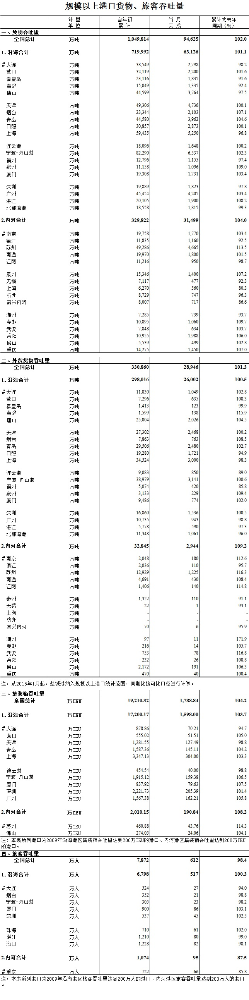 规模以上港口货物、旅客吞吐量
计 量 自年初 当 月 累计为去年
单 位 累 计 完 成 同期（%）
一、货物吞吐量
全国总计 万吨 1,049,814 94,625 102.0
1.沿海合计 万吨 719,992 63,126 101.1
#大连 万吨 38,549 2,798 98.2
营口 万吨 32,119 2,200 101.6
秦皇岛 万吨 23,116 1,835 91.6
黄骅 万吨 15,049 1,335 92.4
唐山 万吨 44,599 3,764 97.5
天津 万吨 49,306 4,736 100.1
烟台 万吨 23,344 2,103 107.1
青岛 万吨 44,580 3,962 104.6
日照 万吨 30,857 2,873 100.1
上海 万吨 59,435 5,250 96.8
连云港 万吨 18,096 1,648 100.2
宁波-舟山港 万吨 82,290 6,537 102.3
福州 万吨 12,796 1,155 97.4
泉州 万吨 11,158 1,096 109.0
厦门 万吨 19,308 1,731 103.4
深圳 万吨 19,889 1,823 97.8
广州 万吨 45,454 4,205 103.4
湛江 万吨 20,105 1,900 108.2
北部湾港 万吨 18,558 1,815 99.3
2.内河合计 万吨 329,822 31,499 104.0
#南京 万吨 19,758 1,770 103.4
镇江 万吨 11,835 1,160 92.5
苏州 万吨 49,286 4,665 113.5
南通 万吨 19,970 1,800 101.5
江阴 万吨 11,216 950 98.7
泰州 万吨 15,346 1,400 107.2
无锡 万吨 7,117 477 92.3
上海 万吨 6,270 560 80.3
杭州 万吨 8,729 747 96.3
嘉兴内河 万吨 8,007 717 86.6
湖州 万吨 7,285 739 93.7
芜湖 万吨 10,895 1,060 109.7
武汉 万吨 7,848 634 103.7
岳阳 万吨 10,955 1,988 106.0
佛山 万吨 5,539 499 102.8
重庆 万吨 14,275 1,450 107.0
二、外贸货物吞吐量
全国总计 万吨 330,860 28,946 101.3
1.沿海合计 万吨 298,016 26,002 100.5
#大连 万吨 11,830 1,049 102.8
营口 万吨 7,296 635 108.3
秦皇岛 万吨 1,413 123 99.9
黄骅 万吨 1,599 138 115.9
唐山 万吨 25,004 2,026 104.5
天津 万吨 27,302 2,468 100.2
烟台 万吨 7,863 763 108.5
青岛 万吨 29,506 2,480 102.7
日照 万吨 19,280 1,721 94.9
上海 万吨 34,524 3,000 98.3
连云港 万吨 9,083 850 89.0
宁波-舟山港 万吨 38,979 3,141 100.6
福州 万吨 5,074 420 85.8
泉州 万吨 3,133 229 109.4
厦门 万吨 9,486 774 102.0
深圳 万吨 16,860 1,536 100.5
广州 万吨 10,735 943 98.8
湛江 万吨 5,778 590 97.3
北部湾港 万吨 11,348 1,061 96.0
2.内河合计 万吨 32,845 2,944 109.2
#南京 万吨 2,048 180 112.6
镇江 万吨 2,036 110 95.7
苏州 万吨 12,929 1,225 116.3
南通 万吨 4,691 430 108.4
江阴 万吨 1,406 140 114.8
泰州 万吨 1,352 110 91.1
无锡 万吨 22 1 93.1
上海 万吨 - - -
杭州 万吨 - - -
嘉兴内河 万吨 70 6 95.9
湖州 万吨 97 11 171.9
芜湖 万吨 216 14 105.7
武汉 万吨 753 78 116.8
岳阳 万吨 232 26 108.8
佛山 万吨 2,172 191 106.3
重庆 万吨 470 40 100.4
注：从2015年1月起，盐城港纳入规模以上港口统计范围，同期比按可比口径进行计算。
三、集装箱吞吐量
全国总计 万TEU 19,210.32 1,788.84 104.2
1.沿海合计 万TEU 17,200.17 1,598.00 103.7
#大连 万TEU 878.86 70.21 94.7
营口 万TEU 555.02 51.51 105.0
天津 万TEU 1,281.55 127.49 98.8
青岛 万TEU 1,587.36 145.11 104.2
上海 万TEU 3,347.13 304.00 103.3
连云港 万TEU 454.54 40.00 98.8
宁波-舟山港 万TEU 1,915.12 159.38 106.5
厦门 万TEU 837.92 79.63 107.5
深圳 万TEU 2,221.73 205.39 101.4
广州 万TEU 1,567.38 162.21 105.8
2.内河合计 万TEU 2,010.15 190.84 108.2
#苏州 万TEU 460.88 43.76 114.3
佛山 万TEU 274.05 24.06 104.1
注：本表所列港口为2009年沿海港区集装箱吞吐量达到200万TEU的港口、内河港区集装箱吞吐量达到200万TEU
的港口。
四、旅客吞吐量
全国总计 万人 7,872 612 98.4
1.沿海合计 万人 6,798 517 100.3
#大连 万人 524 27 94.0
烟台 万人 352 21 98.8
宁波-舟山港 万人 305 23 98.2
厦门 万人 900 86 103.1
深圳 万人 537 45 102.5
珠海 万人 710 61 102.0
湛江 万人 1,210 80 99.0
海口 万人 1,228 82 98.1
2.内河合计 万人 1,074 95 87.5
#重庆 万人 722 66 85.8
注：本表所列港口为2009年沿海港区旅客吞吐量达到200万人的港口、内河港区旅客吞吐量达到200万人的港口
。